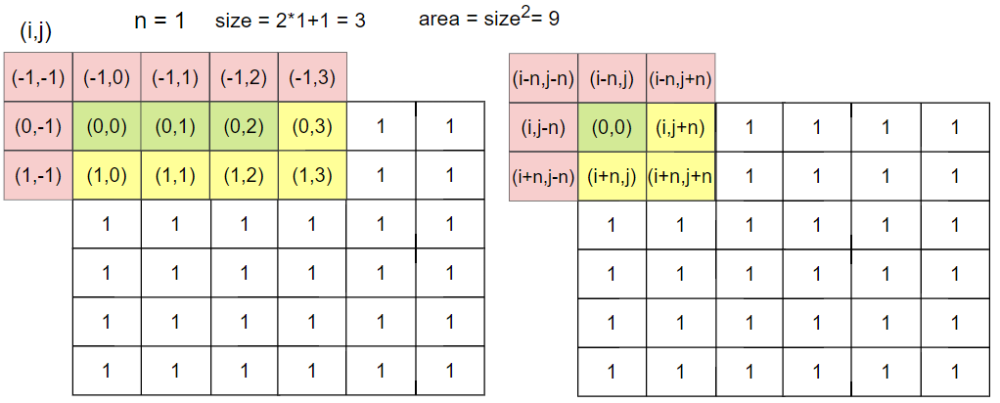 (i,j) n = 1 size = 2*1+1 = 3 area = size2= 9
(-1,-1) (-1,0) (-1,1) (-1,2) (-1,3) (i-n,j-n) (i-n,j) (i-n,j+n)
(0,-1) (0,0) (0,1) (0,2) (0,3) 1 1 (i,j-n) (0,0) (i,j+n) 1 1 1 1
(1,-1) (1,0) (1,1) (1,2) (1,3) 1 1 (i+n,j-n) (i+n,j) (i+n,j+n 1 1 1 1
1 1 1 1 1 1 1 1 1 1 1 1
1 1 1 1 1 1 1 1 1 1 1 1
1 1 1 1 1 1 1 1 1 1 1 1
1 1 1 1 1 1 1 1 1 1 1 1